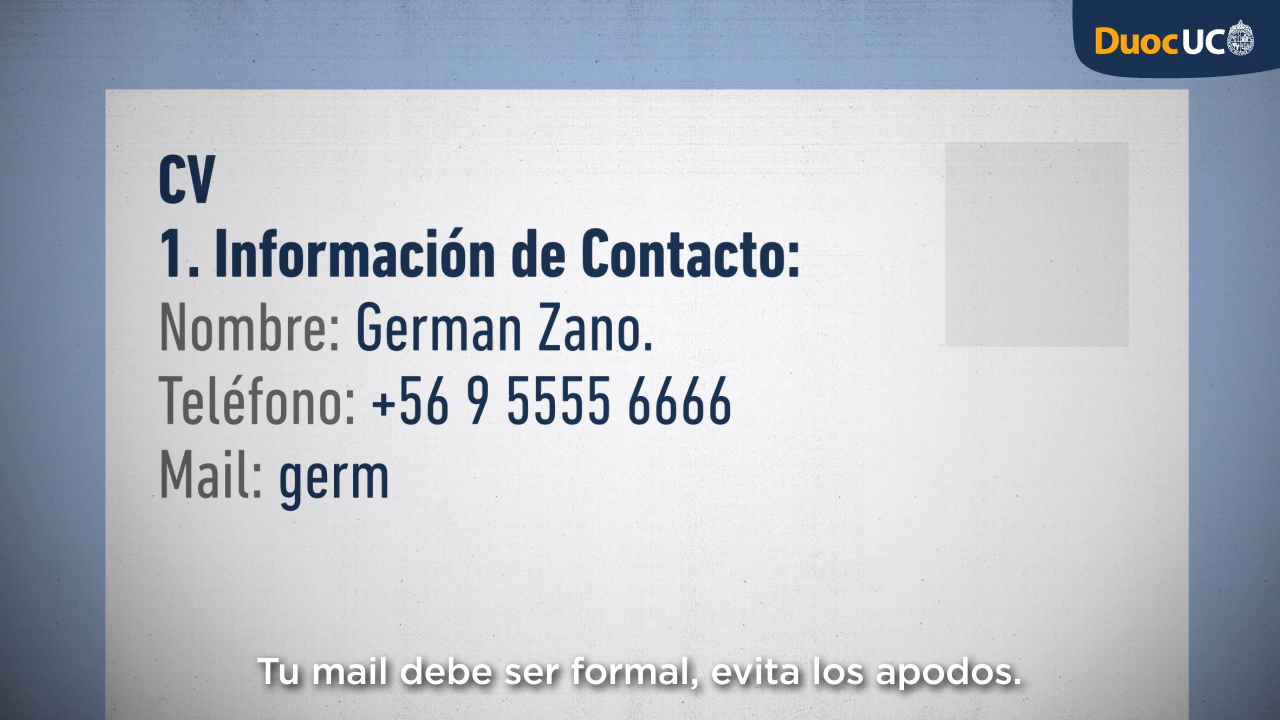 DuocUC
CV
1. Información de Contacto:
Nombre: German Zano.
Teléfono: +56 9 5555 6666
Mail: germ
Tu mail debe ser formal, evita los apodos.